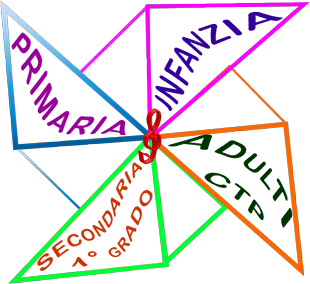 PRIMARIA
INFANZIA
ADULTI
CTP
SECONDARIA
1° GRADO